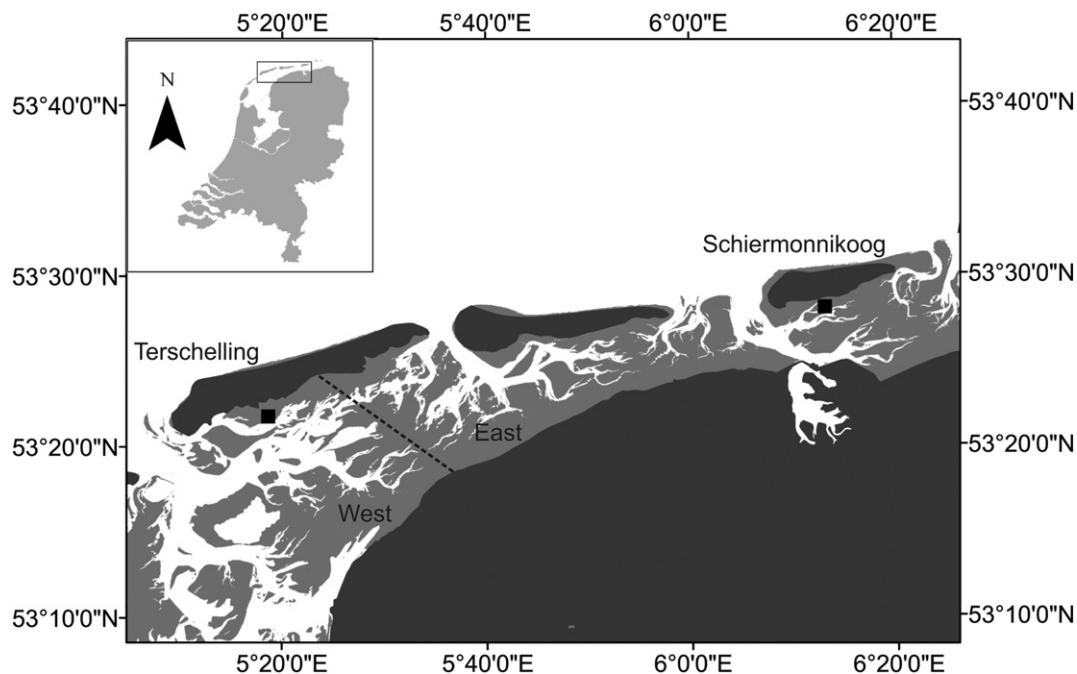 5°20'0"E 5°40'0"E 6°0'0"E 6°20'0"E
N
53°40'0"N 53°40'0"N
Schiermonnikoog
53°30'0"N 53°30'0"N
Terschelling
East
53°20'0"N 53°20'0"N
West
53°10'0"N 53°10'0"N
5°20'0"E 5°40'0"E 6°0'0"E 6°20'0"E